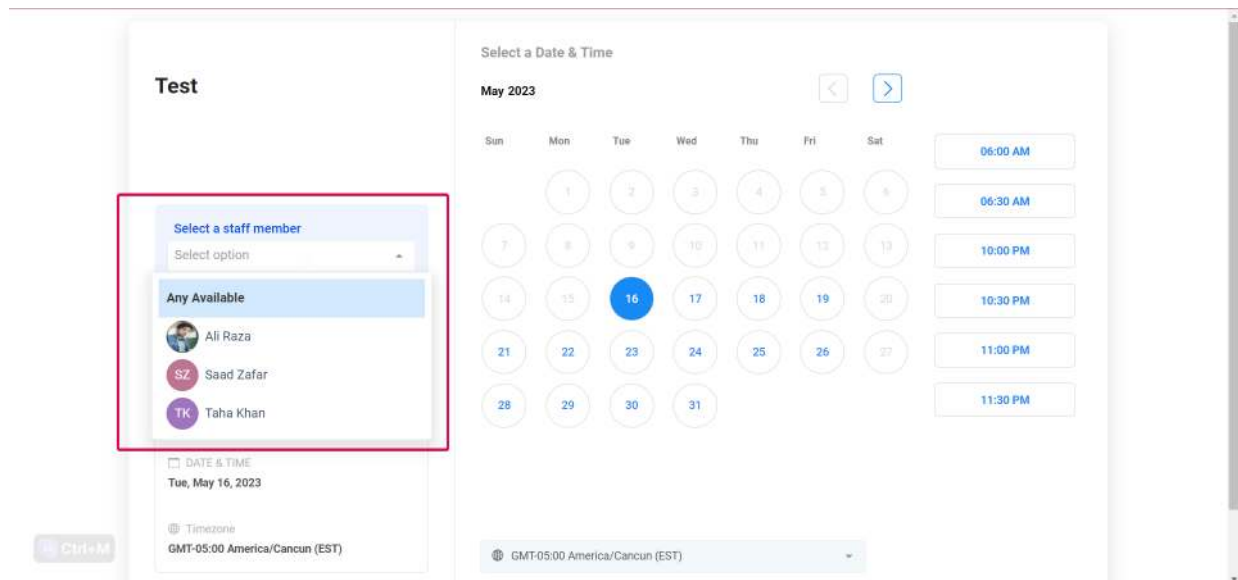 Test
Select a staff member
Select option
Any Available
Ali Raza
SZ Saad Zafar
TK Taha Khan
DATE & TIME
Tue, May 16, 2023
Timezone
GMT-05:00 America/Cancun (EST)
Ctrl+M
Select a Date & Time
May 2023
Sun Mon Tue Wed Thu Fri Sat
1 2 3 4 5 6
7 8 9 10 11 12 13
14 15 16 17 18 19 20
21 22 23 24 25 26 27
28 29 30 31
06:00 AM
06:30 AM
10:00 PM
10:30 PM
11:00 PM
11:30 PM
GMT-05:00 America/Cancun (EST)